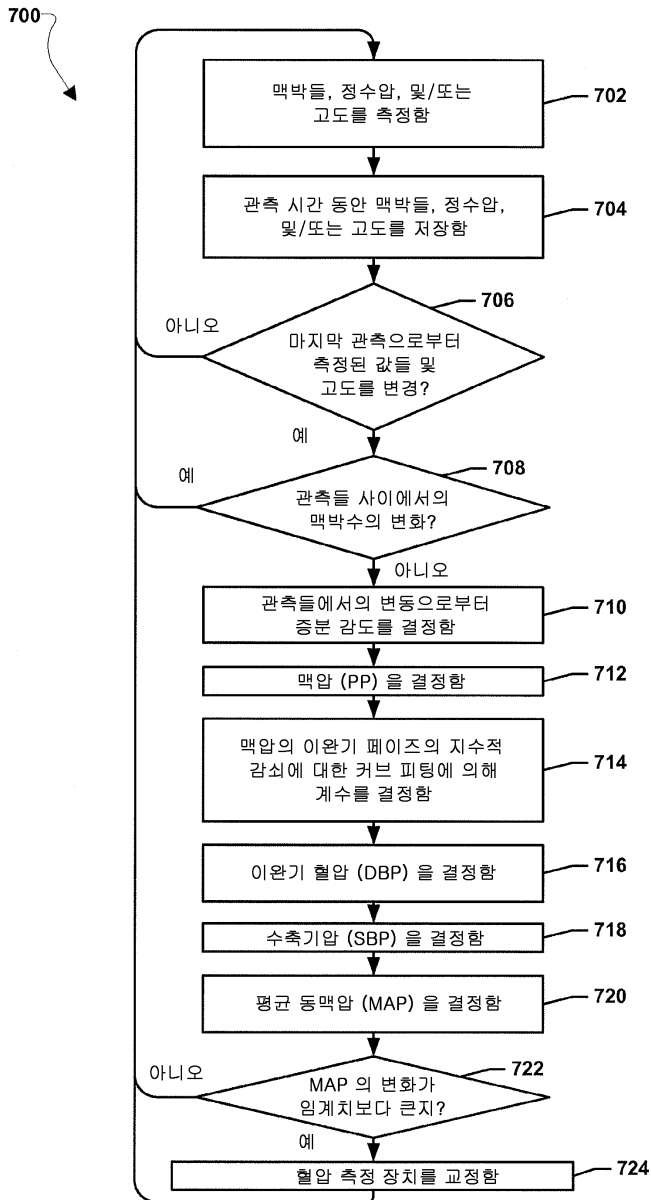 700
맥박들, 정수압, 및/또는
고도를 측정함
702
관측 시간 동안 맥박들, 정수압,
및/또는 고도를 저장함
704
706
아니오
마지막 관측으로부터
측정된 값들 및
고도를 변경?
예
708
예
관측들 사이에서의
맥박수의 변화?
아니오
관측들에서의 변동으로부터
증분 감도를 결정함
710
맥압 (PP) 을 결정함
712
맥압의 이완기 페이즈의 지수적
감쇠에 대한 커브 피팅에 의해
계수를 결정함
714
이완기 혈압 (DBP) 을 결정함
716
수축기압 (SBP) 을 결정함
718
평균 동맥압 (MAP) 을 결정함
720
722
아니오
MAP 의 변화가
임계치보다 큰지?
예
혈압 측정 장치를 교정함
724